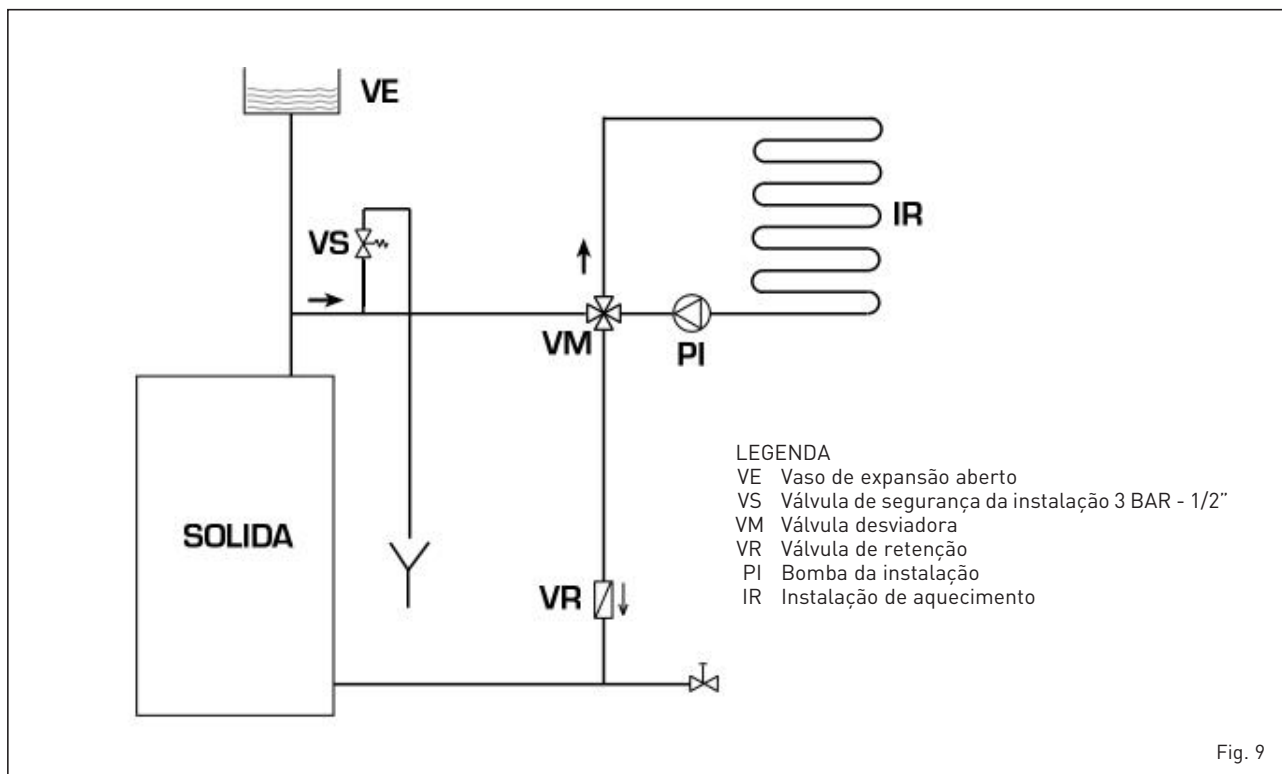 VE
VS
IR
VM
PI
SOLIDA
VR
LEGENDA
VE Vaso de expansão aberto
VS Válvula de segurança da instalação 3 BAR - 1/2”
VM Válvula desviadora
VR Válvula de retenção
PI Bomba da instalação
IR Instalação de aquecimento
Fig. 9